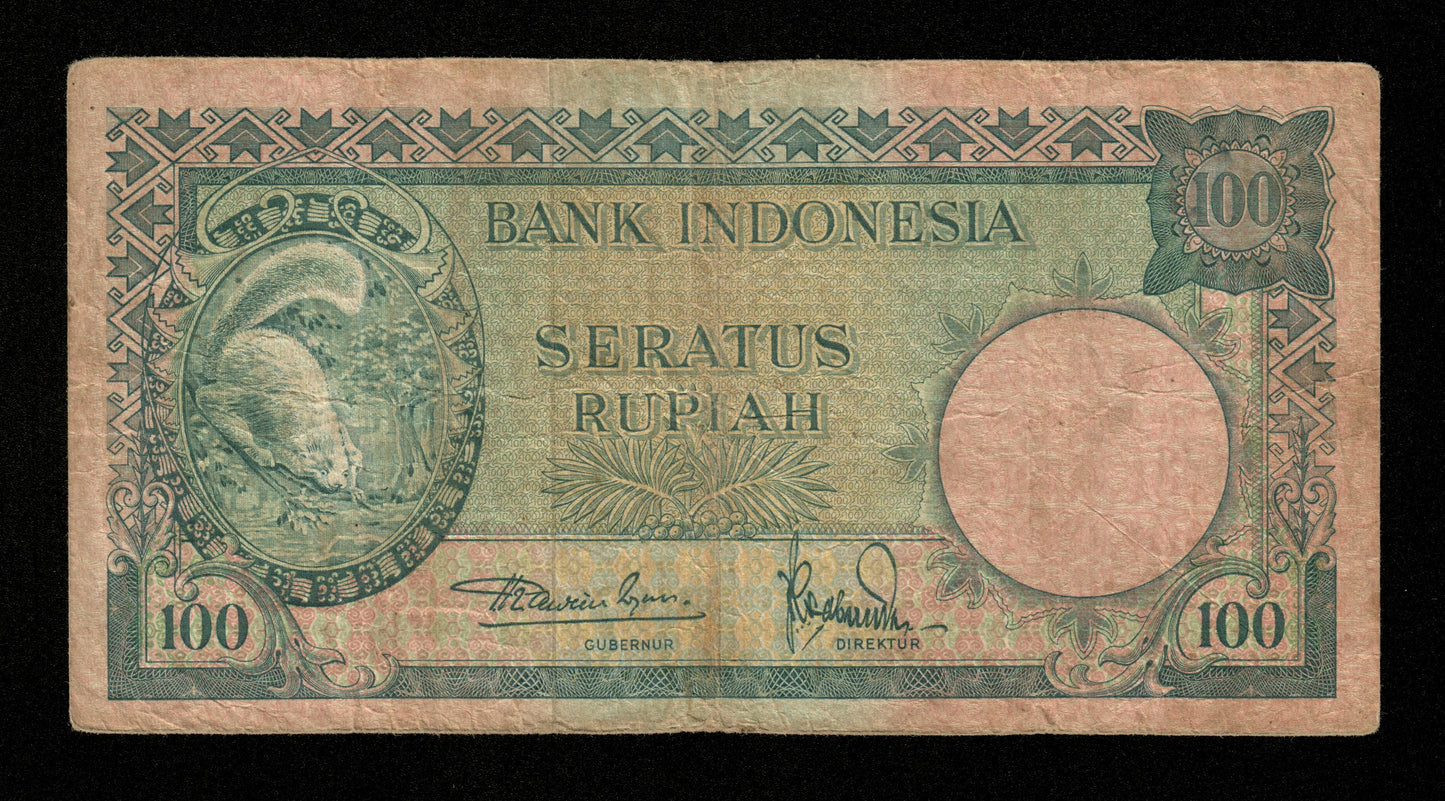 BANK INDONESIA
100
SERATUS
RUPIAH
GUBERNUR
DIREKTUR
100
100